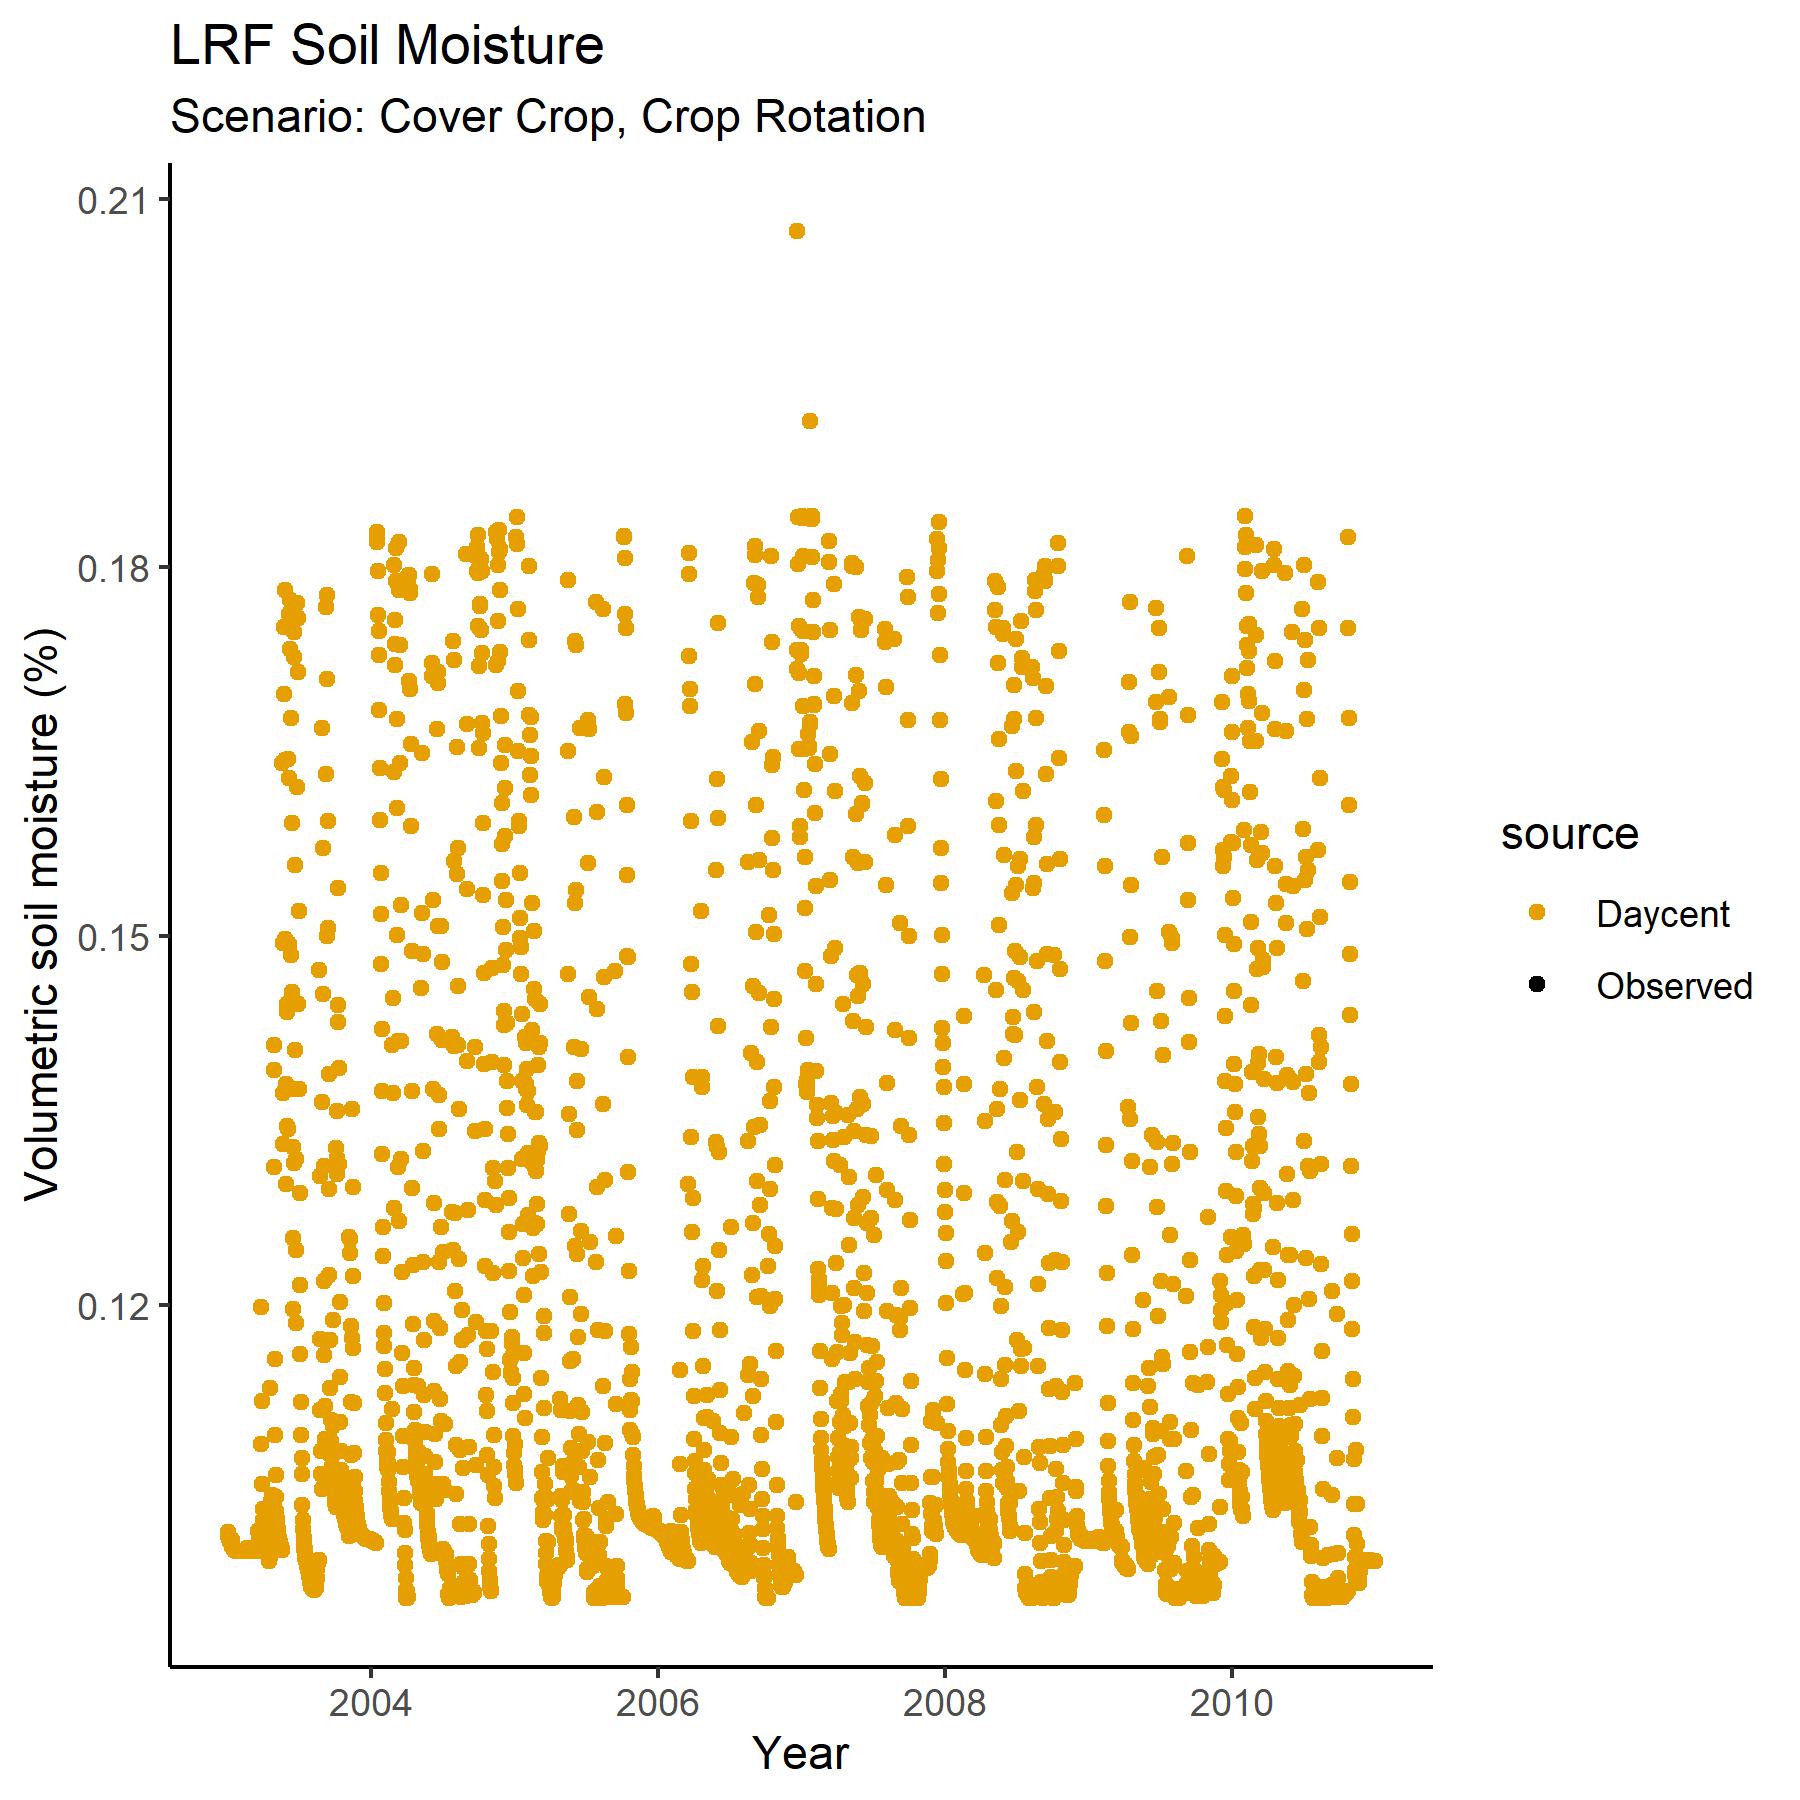 LRF Soil Moisture
Scenario: Cover Crop, Crop Rotation
0.21
0.18
0.15
0.12
Volumetric soil moisture (%)
2004
2006
2008
2010
Year
source
Daycent
Observed